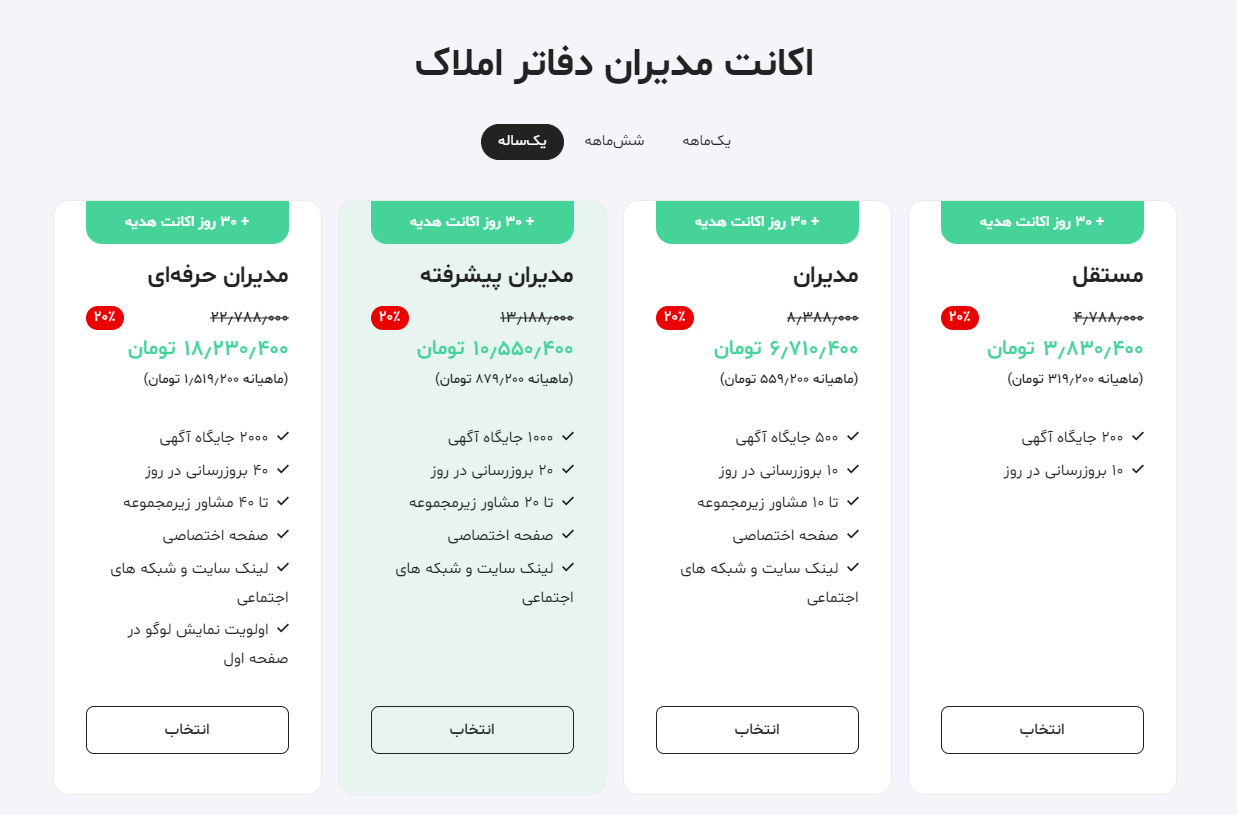 اکانت مدیران دفاتر املاک
یک‌ماهه
شش‌ماهه
یک‌ساله
+ ۳۰ روز اکانت هدیه
مستقل
۴٫۷۸۸٫۰۰۰
۲۰٪
۳٫۸۳۰٫۴۰۰ تومان
(ماهیانه ۳۱۹٫۲۰۰ تومان)
۲۰۰ جایگاه آگهی
۱۰ بروزرسانی در روز
انتخاب
+ ۳۰ روز اکانت هدیه
مدیران
۸٫۳۸۸٫۰۰۰
۲۰٪
۶٫۷۱۰٫۴۰۰ تومان
(ماهیانه ۵۵۹٫۲۰۰ تومان)
۵۰۰ جایگاه آگهی
۱۰ بروزرسانی در روز
تا ۱۰ مشاور زیرمجموعه
صفحه اختصاصی
لینک سایت و شبکه های
اجتماعی
انتخاب
+ ۳۰ روز اکانت هدیه
مدیران پیشرفته
۱۳٫۱۸۸٫۰۰۰
۲۰٪
۱۰٫۵۵۰٫۴۰۰ تومان
(ماهیانه ۸۷۹٫۲۰۰ تومان)
۱۰۰۰ جایگاه آگهی
۲۰ بروزرسانی در روز
تا ۲۰ مشاور زیرمجموعه
صفحه اختصاصی
لینک سایت و شبکه های
اجتماعی
انتخاب
+ ۳۰ روز اکانت هدیه
مدیران حرفه‌ای
۲۲٫۷۸۸٫۰۰۰
۲۰٪
۱۸٫۲۳۰٫۴۰۰ تومان
(ماهیانه ۱٫۵۱۹٫۲۰۰ تومان)
۲۰۰۰ جایگاه آگهی
۴۰ بروزرسانی در روز
تا ۴۰ مشاور زیرمجموعه
صفحه اختصاصی
لینک سایت و شبکه های
اجتماعی
اولویت نمایش لوگو در
صفحه اول
انتخاب